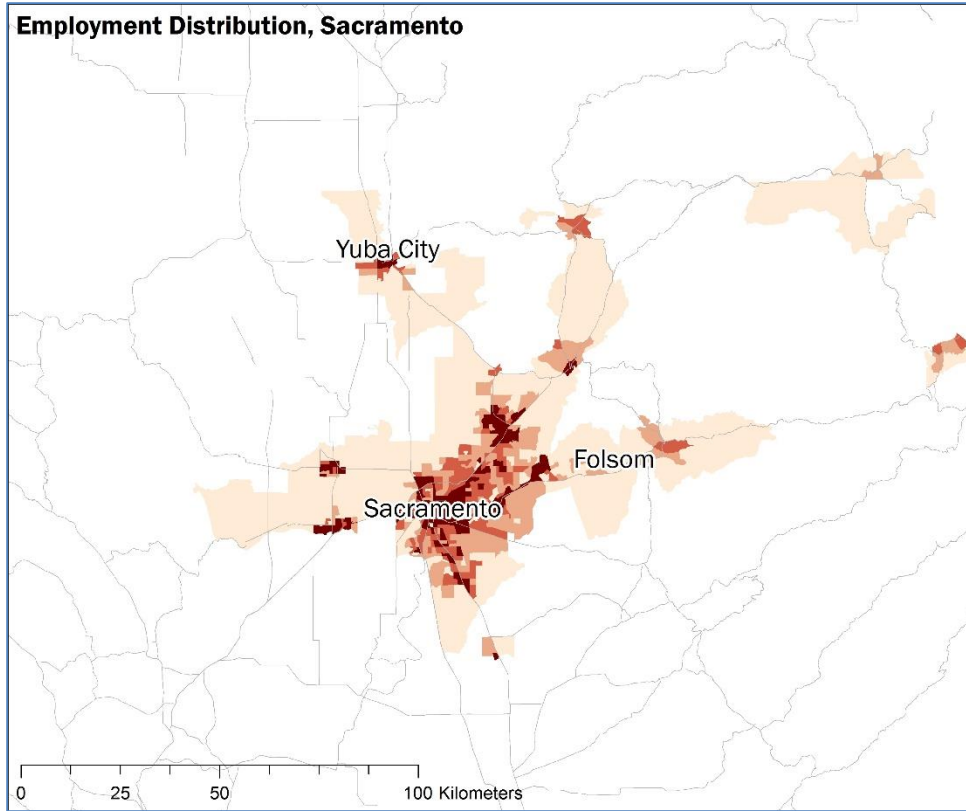 Employment Distribution, Sacramento
Yuba City
Folsom
Sacramento
0 25 50 100 Kilometers